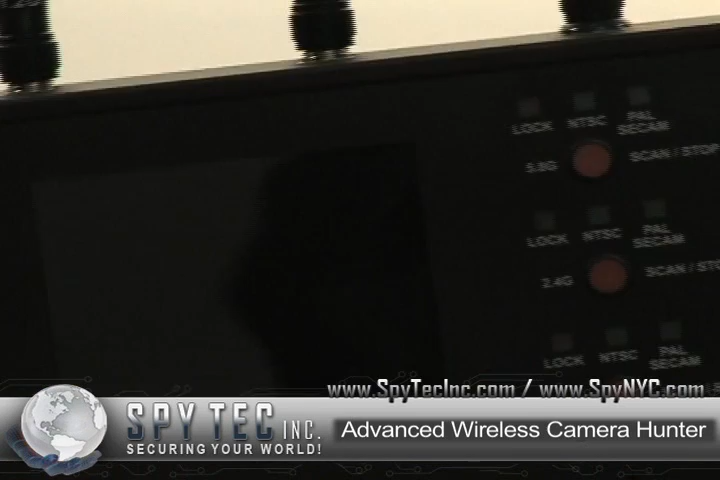 LOCK NTSC PAL SECAM
5.8G SCAN / STOP
LOCK NTSC PAL SECAM
2.4G SCAN / STO
LOCK NTSC PAL SECAM
www.SpyTecInc.com / www.SpyNYC.com
SPY TEC INC.
SECURING YOUR WORLD!
Advanced Wireless Camera Hunter